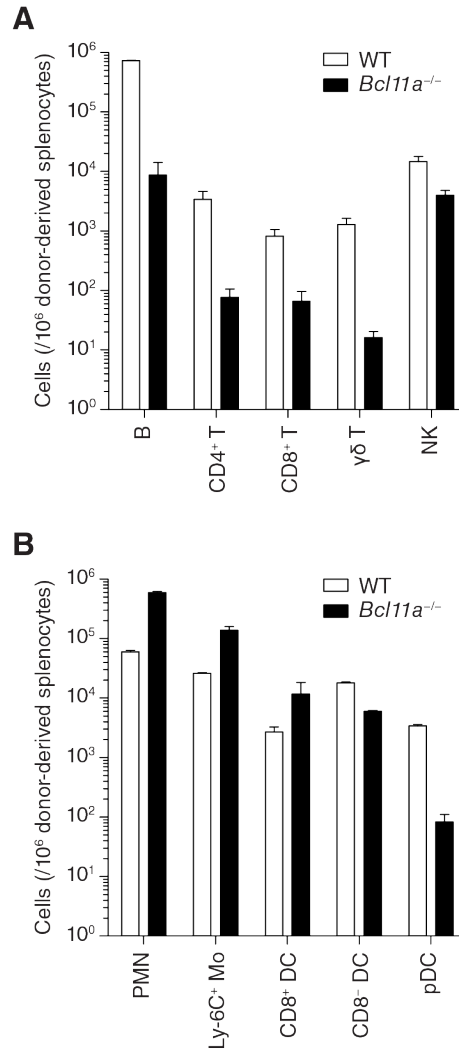 A
Cells (/10⁶ donor-derived splenocytes)
10⁶
10⁵
10⁴
10³
10²
10¹
10⁰
WT
Bcl11a⁻/⁻
B
CD4⁺ T
CD8⁺ T
γδ T
NK
B
Cells (/10⁶ donor-derived splenocytes)
10⁶
10⁵
10⁴
10³
10²
10¹
10⁰
WT
Bcl11a⁻/⁻
PMN
Ly-6C⁺ Mo
CD8⁺ DC
CD8⁻ DC
pDC